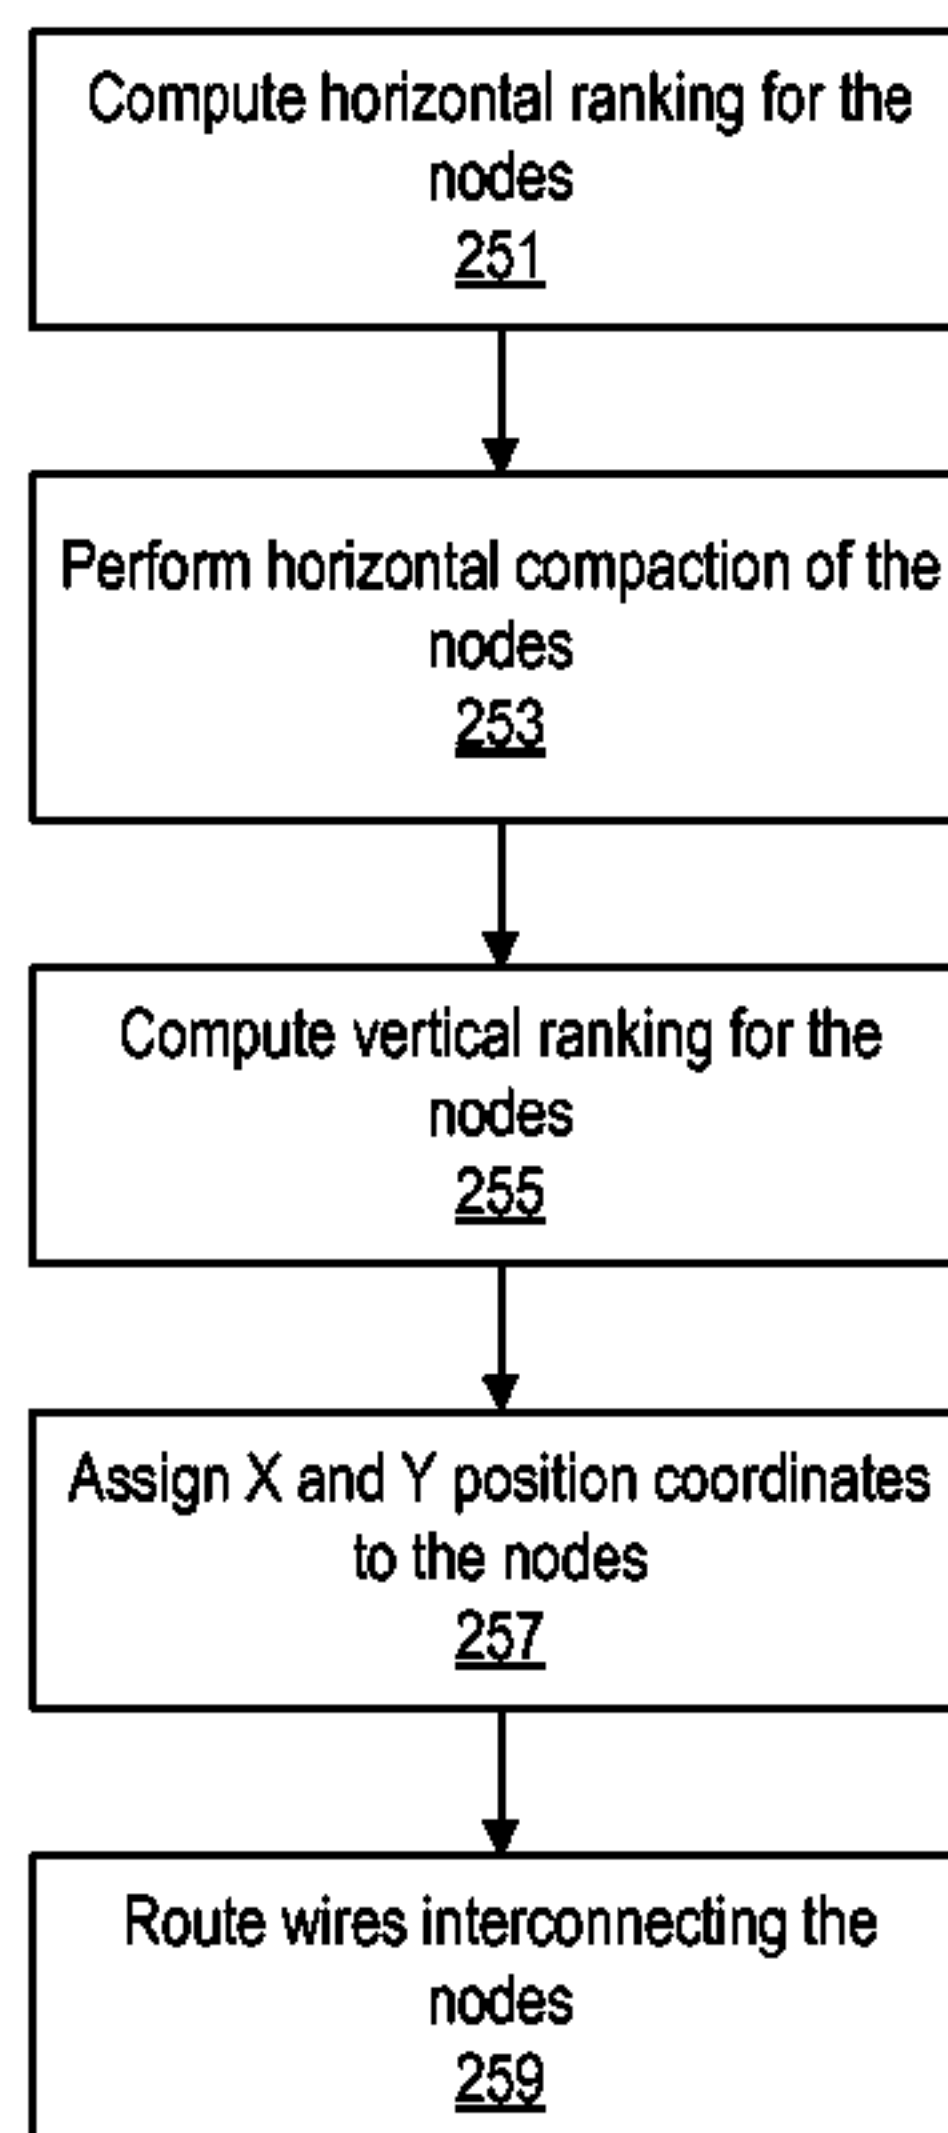 Compute horizontal ranking for the
nodes
251
Perform horizontal compaction of the
nodes
253
Compute vertical ranking for the
nodes
255
Assign X and Y position coordinates
to the nodes
257
Route wires interconnecting the
nodes
259